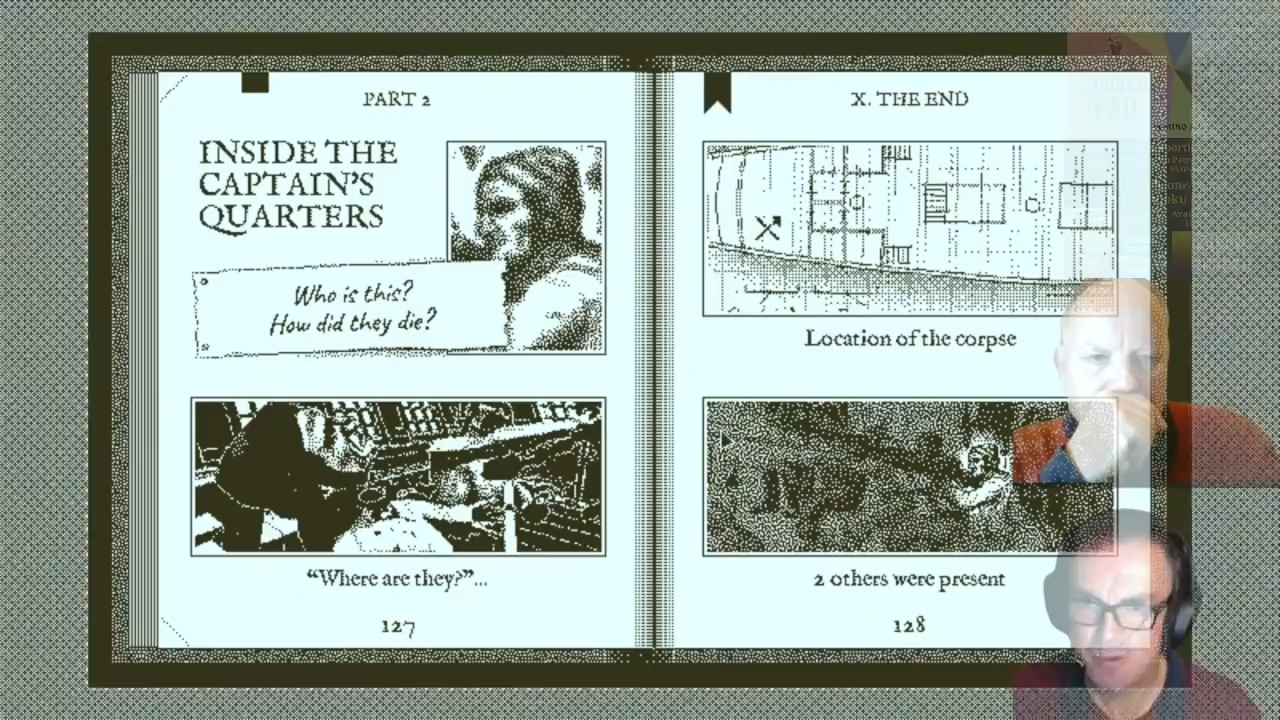 PART 2
INSIDE THE
CAPTAIN'S
QUARTERS
Who is this?
How did they die?
"Where are they?"...
127
X. THE END
Location of the corpse
2 others were present
128